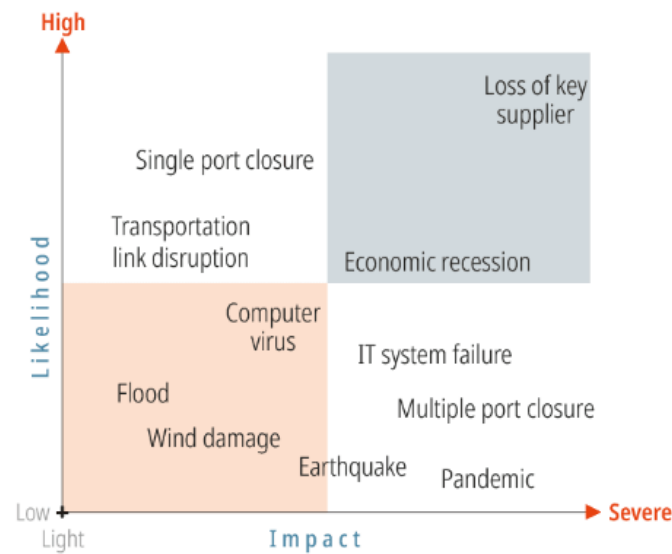 High
Loss of key
supplier
Single port closure
Transportation
link disruption
Economic recession
Likelihood
Computer
virus
IT system failure
Flood
Multiple port closure
Wind damage
Earthquake
Pandemic
Low
Severe
Light
Impact